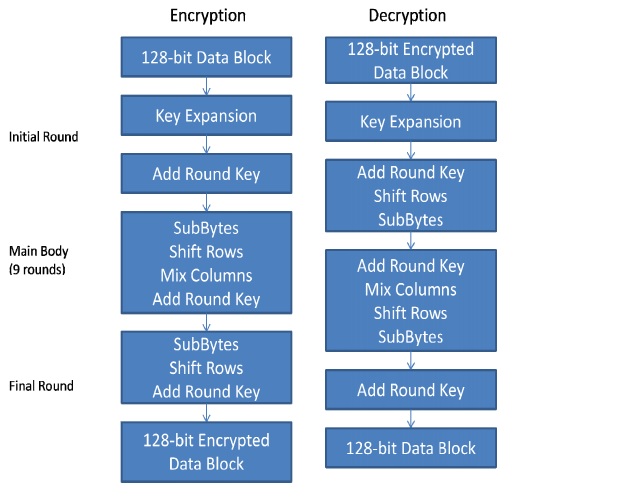 Encryption
Decryption
128-bit Data Block
128-bit Encrypted
Data Block
Key Expansion
Key Expansion
Initial Round
Add Round Key
Add Round Key
Shift Rows
SubBytes
Main Body
(9 rounds)
SubBytes
Shift Rows
Mix Columns
Add Round Key
Add Round Key
Mix Columns
Shift Rows
SubBytes
Final Round
SubBytes
Shift Rows
Add Round Key
Add Round Key
128-bit Encrypted
Data Block
128-bit Data Block